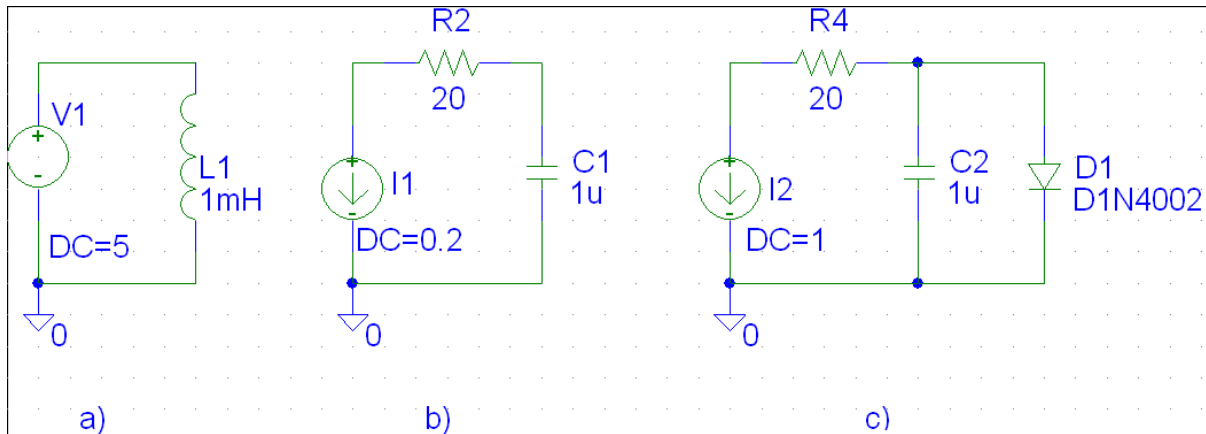 R2
R4
20
20
V1
+
-
L1
1mH
DC=5
+
-
I1
DC=0.2
C1
1u
+
-
I2
DC=1
C2
1u
D1
D1N4002
0
0
0
a)
b)
c)